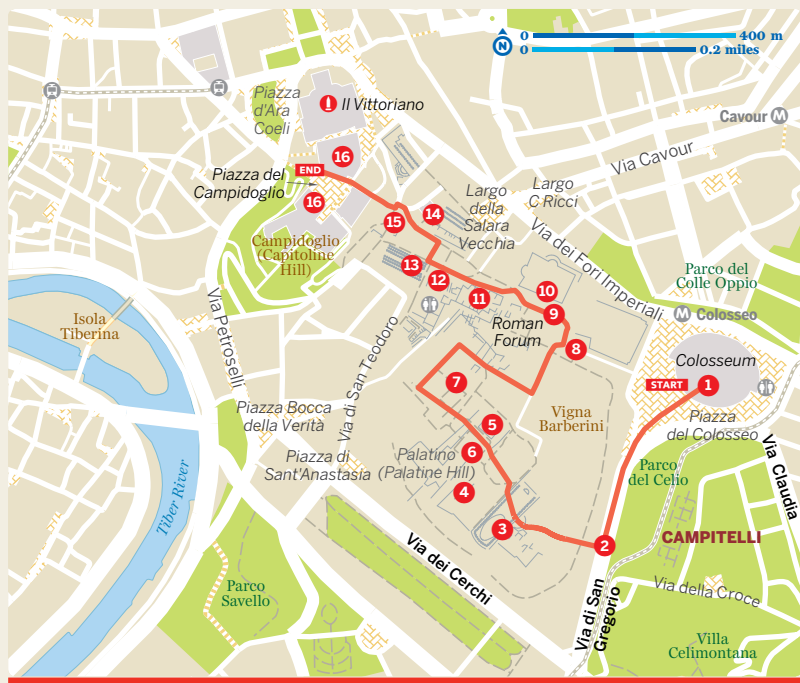 0
400 m
N
0
0.2 miles
Piazza
d'Ara
Coeli
Il Vittoriano
Cavour M
Via Cavour
16
END
Piazza del
Campidoglio
16
Largo
C Ricci
Largo
della
Salara
Vecchia
15
14
Campidoglio
(Capitoline
Hill)
13
12
Via dei Fori Imperiali
Parco del
Colle Oppio
10
11
9
M Colosseo
Isola
Tiberina
Via Petroselli
Via di San Teodoro
Roman
Forum
8
Colosseum
START
1
7
Piazza
del Colosseo
Piazza Bocca
della Verità
5
Vigna
Barberini
6
Palatino
(Palatine Hill)
Piazza di
Sant'Anastasia
4
Parco
del Celio
Via Claudia
Tiber River
3
2
CAMPITELLI
Via dei Cerchi
Via di San
Gregorio
Via della Croce
Parco
Savello
Villa
Celimontana